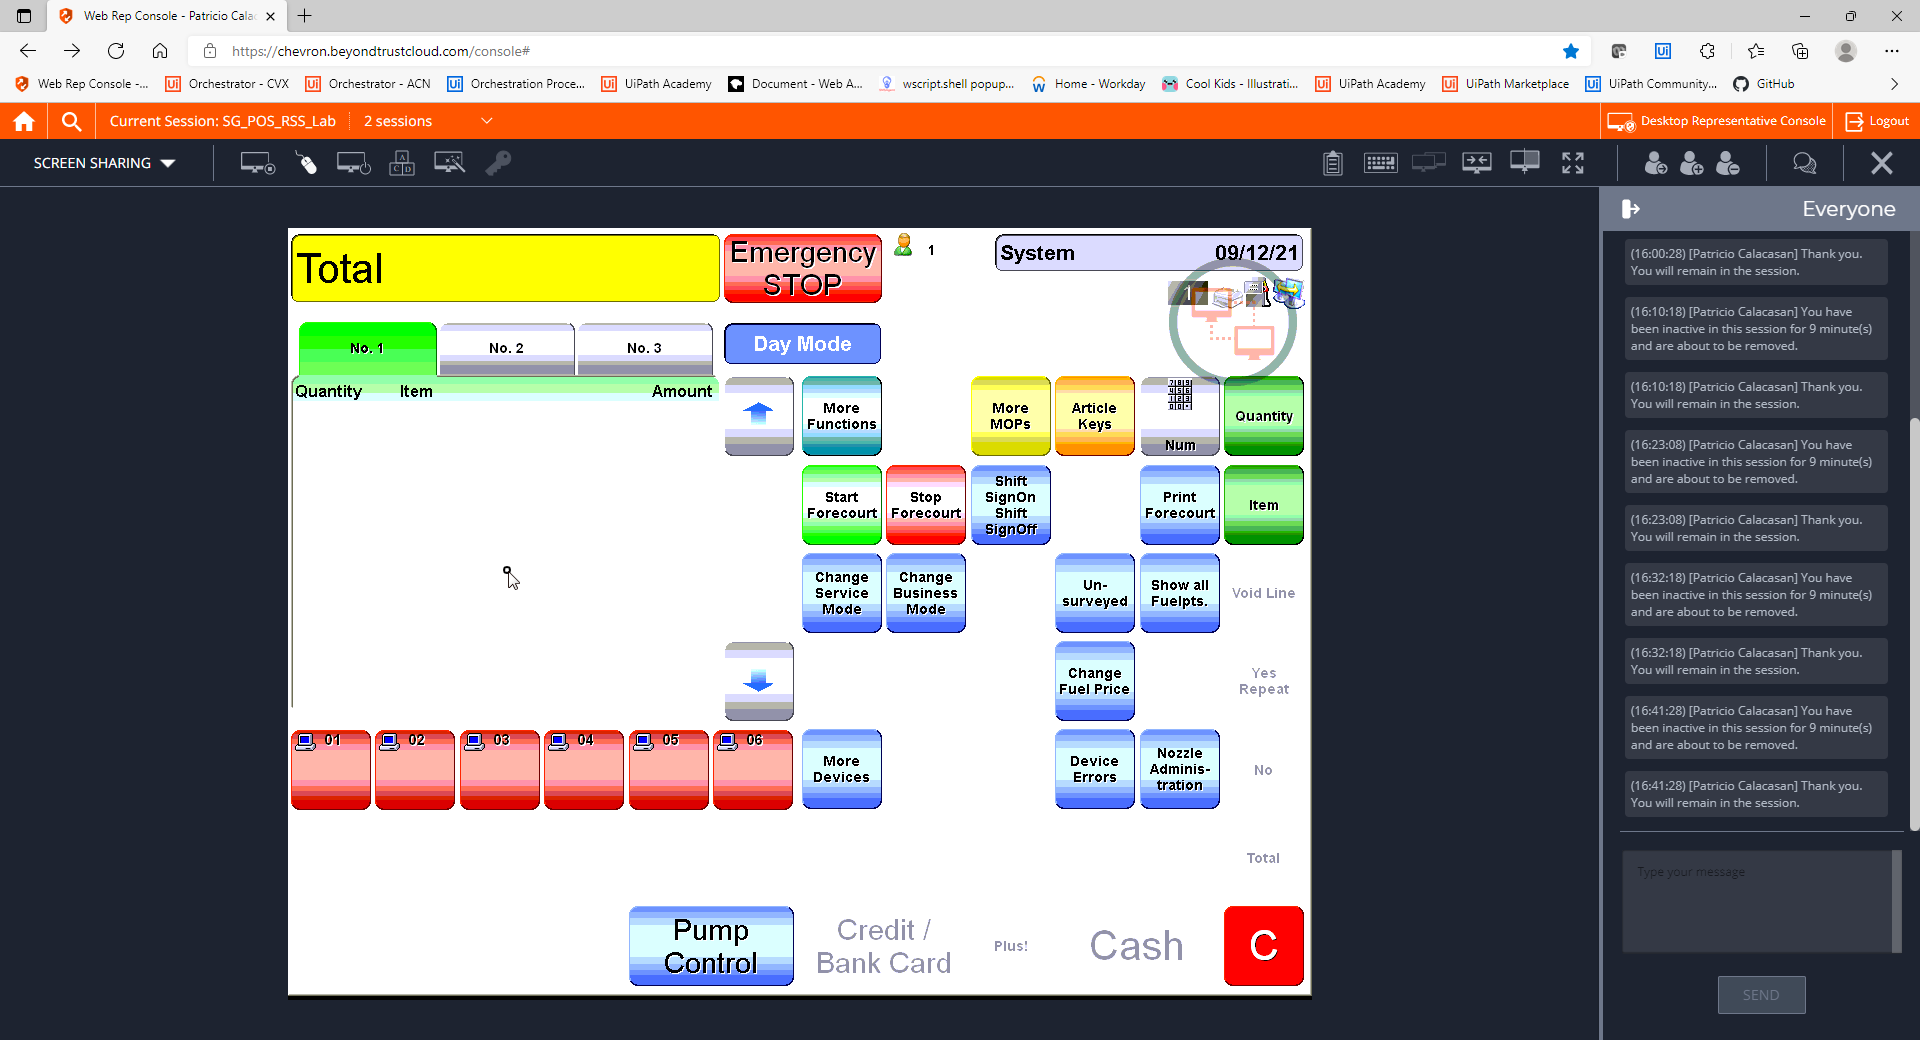 Web Rep Console - Patricio Cala
https://chevron.beyondtrustcloud.com/console#
Web Rep Console -...
Orchestrator - CVX
Orchestrator - ACN
Orchestration Proce...
UiPath Academy
Document - Web A...
wscript.shell popup...
Home - Workday
Cool Kids - Illustrati...
UiPath Academy
UiPath Marketplace
UiPath Community...
GitHub
Current Session: SG_POS_RSS_Lab
2 sessions
Desktop Representative Console
Logout
SCREEN SHARING
Everyone
Total
Emergency
STOP
1
System
09/12/21
1
No. 1
No. 2
No. 3
Day Mode
Quantity
Item
Amount
More
Functions
More
MOPs
Article
Keys
Num
Quantity
Start
Forecourt
Stop
Forecourt
Shift
SignOn
Shift
SignOff
Print
Forecourt
Item
Change
Service
Mode
Change
Business
Mode
Un-
surveyed
Show all
Fuelpts.
Void Line
Change
Fuel Price
Yes
Repeat
01
02
03
04
05
06
More
Devices
Device
Errors
Nozzle
Adminis-
tration
No
Total
Pump
Control
Credit /
Bank Card
Plus!
Cash
C
(16:00:28) [Patricio Calacasan] Thank you.
You will remain in the session.
(16:10:18) [Patricio Calacasan] You have
been inactive in this session for 9 minute(s)
and are about to be removed.
(16:10:18) [Patricio Calacasan] Thank you.
You will remain in the session.
(16:23:08) [Patricio Calacasan] You have
been inactive in this session for 9 minute(s)
and are about to be removed.
(16:23:08) [Patricio Calacasan] Thank you.
You will remain in the session.
(16:32:18) [Patricio Calacasan] You have
been inactive in this session for 9 minute(s)
and are about to be removed.
(16:32:18) [Patricio Calacasan] Thank you.
You will remain in the session.
(16:41:28) [Patricio Calacasan] You have
been inactive in this session for 9 minute(s)
and are about to be removed.
(16:41:28) [Patricio Calacasan] Thank you.
You will remain in the session.
Type your message
SEND